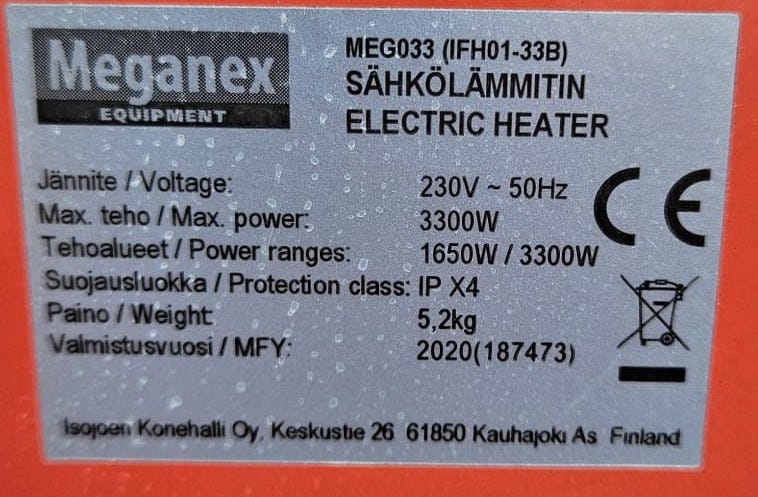 Meganex
EQUIPMENT
MEG033 (IFH01-33B)
SÄHKÖLÄMMITIN
ELECTRIC HEATER
Jännite / Voltage: 230V ~ 50Hz
Max. teho / Max. power: 3300W
Tehoalueet / Power ranges: 1650W / 3300W
Suojausluokka / Protection class: IP X4
Paino / Weight: 5,2kg
Valmistusvuosi / MFY: 2020(187473)
CE
Isojoen Konehalli Oy, Keskustie 26 61850 Kauhajoki As Finland